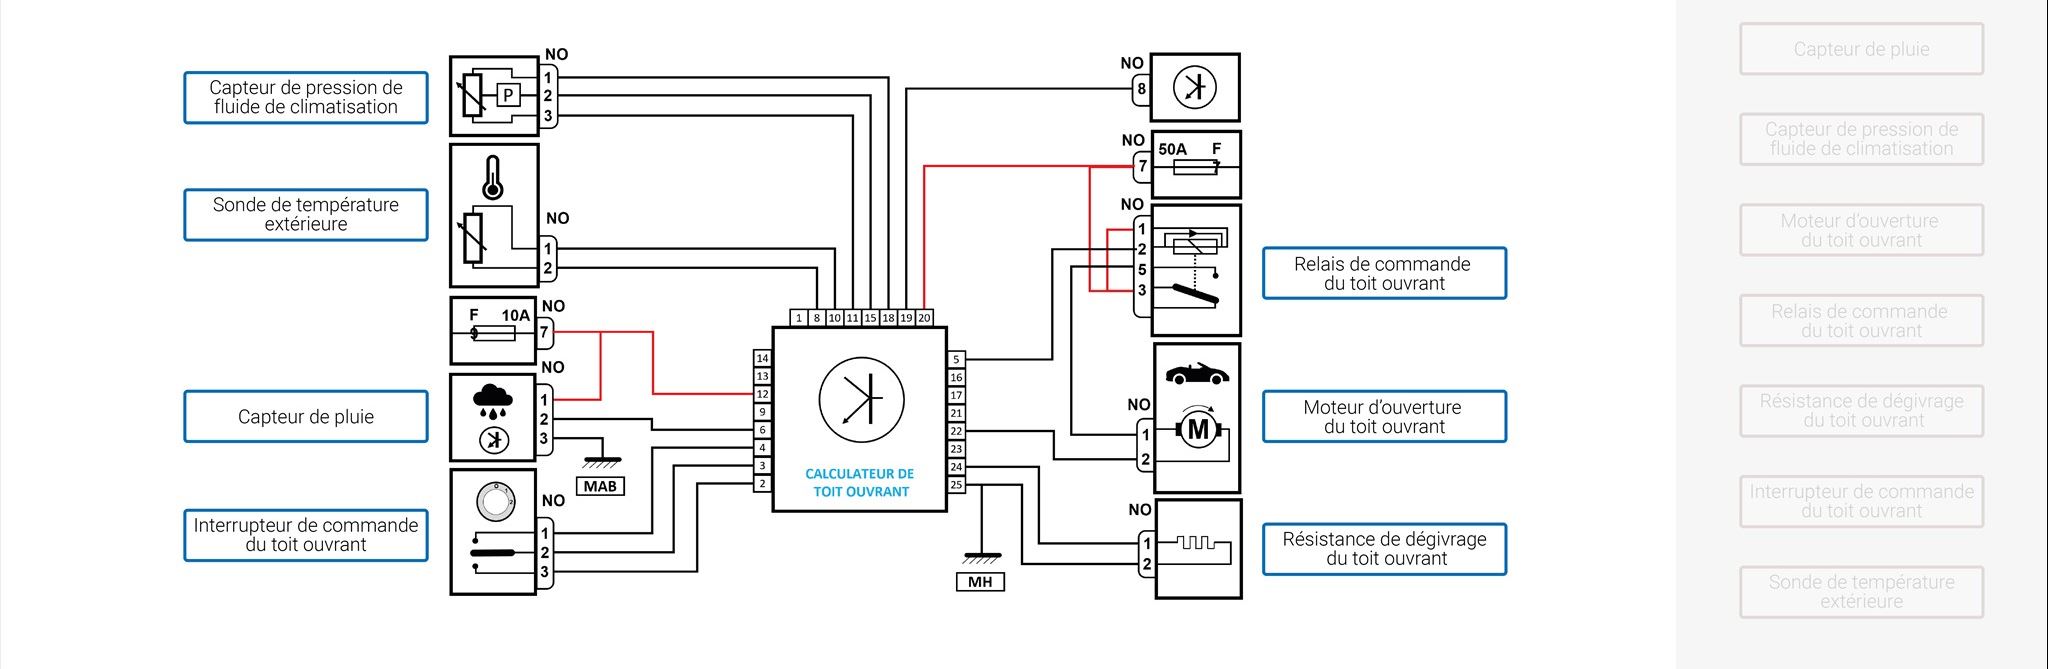 Capteur de pression de
fluide de climatisation
NO
1
2
3
P
Sonde de température
extérieure
NO
1
2
F
10A
NO
7
Capteur de pluie
NO
1
2
3
MAB
Interrupteur de commande
du toit ouvrant
0
1
2
NO
1
2
3
1
8
10
11
15
18
19
20
14
13
12
9
6
4
3
2
5
16
17
21
22
23
24
25
CALCULATEUR DE
TOIT OUVRANT
MH
NO
8
NO
7
50A
F
7
NO
1
2
5
3
Relais de commande
du toit ouvrant
NO
1
2
M
Moteur d'ouverture
du toit ouvrant
NO
1
2
Résistance de dégivrage
du toit ouvrant
Capteur de pluie
Capteur de pression de
fluide de climatisation
Moteur d'ouverture
du toit ouvrant
Relais de commande
du toit ouvrant
Résistance de dégivrage
du toit ouvrant
Interrupteur de commande
du toit ouvrant
Sonde de température
extérieure